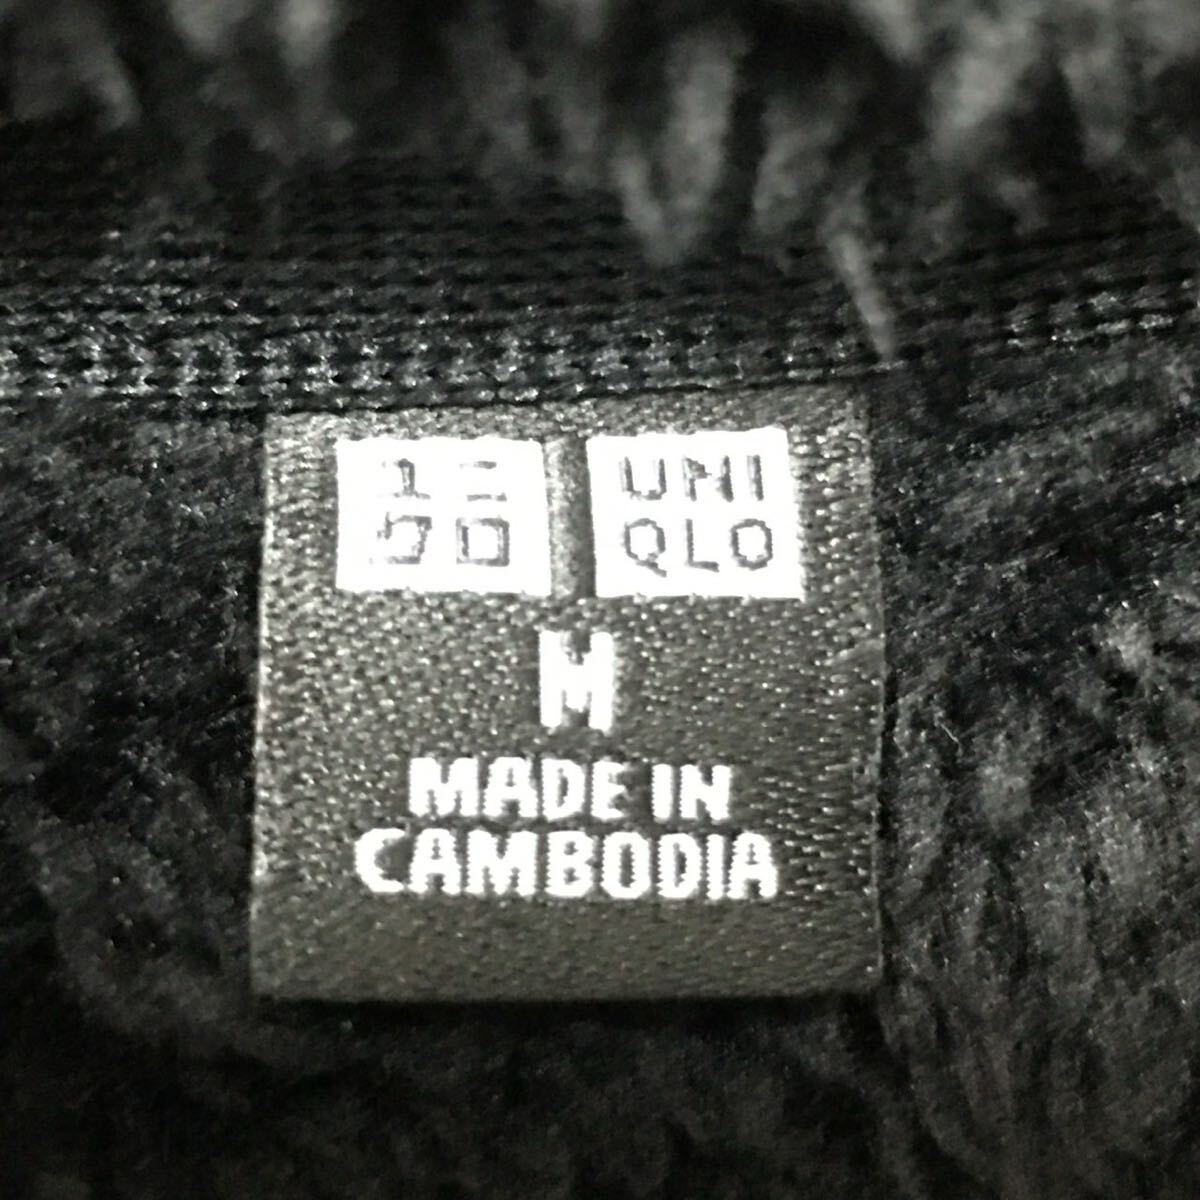 ユニ UNI
クロ QLO
M
MADE IN
CAMBODIA